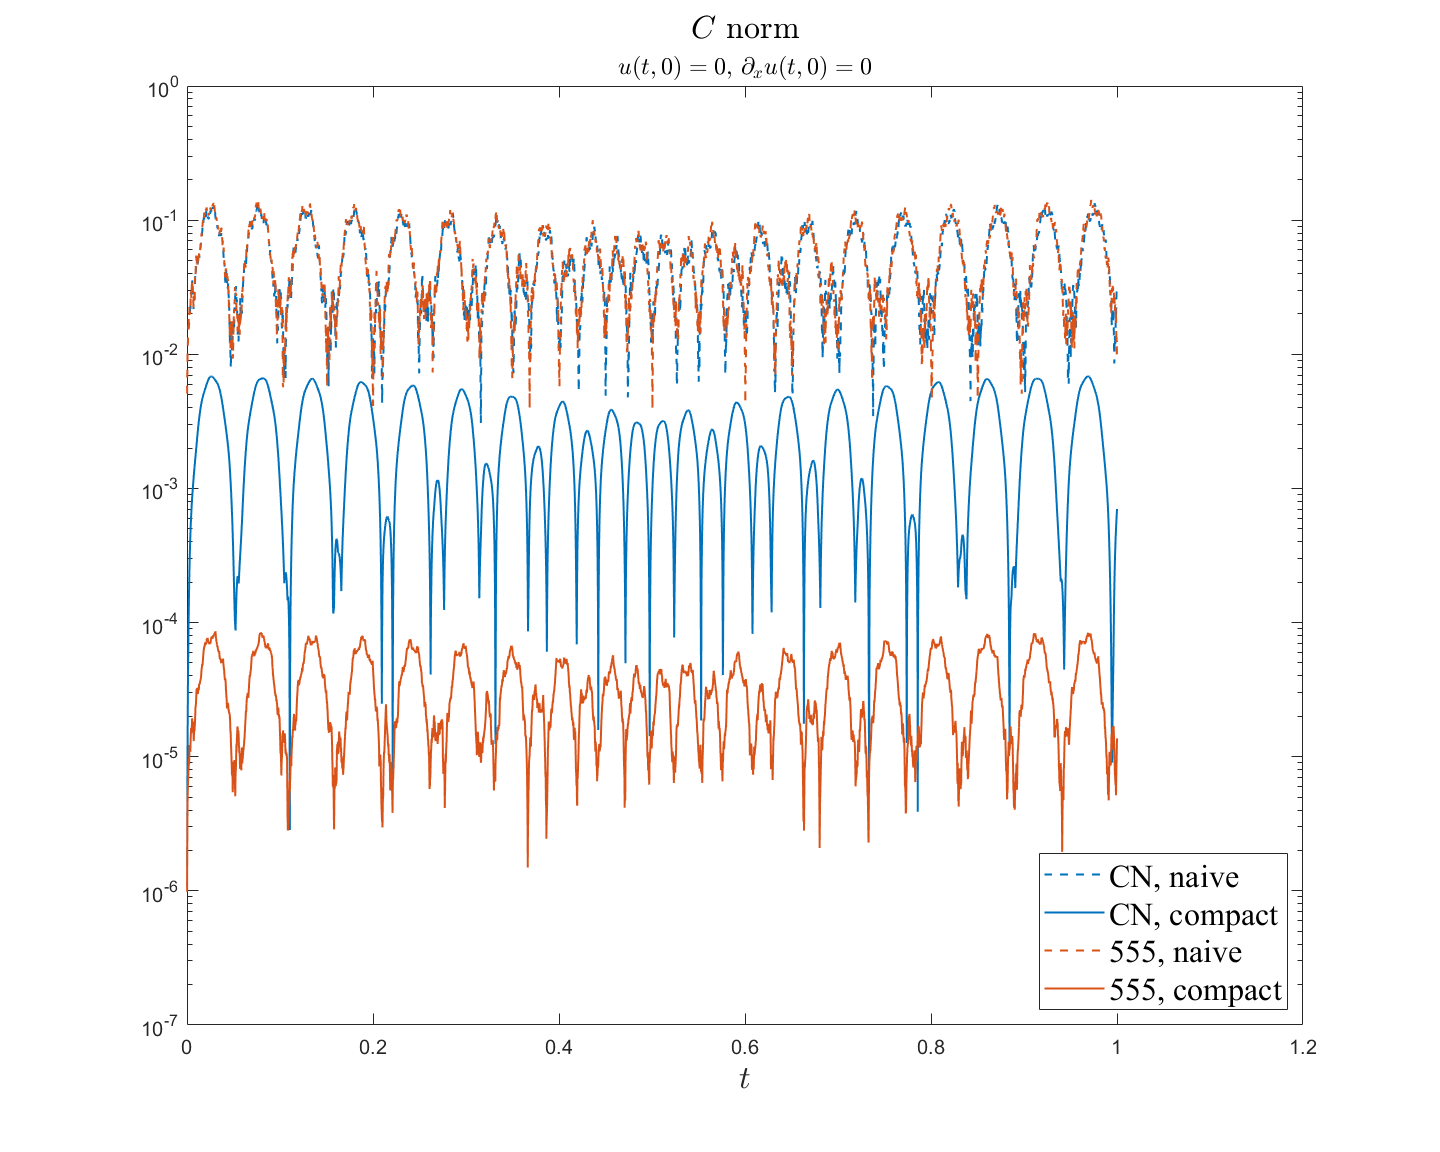 C norm
u(t, 0) = 0, ∂ₓu(t, 0) = 0
10⁰
10⁻¹
10⁻²
10⁻³
10⁻⁴
10⁻⁵
10⁻⁶
10⁻⁷
CN, naive
CN, compact
555, naive
555, compact
0 0.2 0.4 0.6 0.8 1 1.2
t